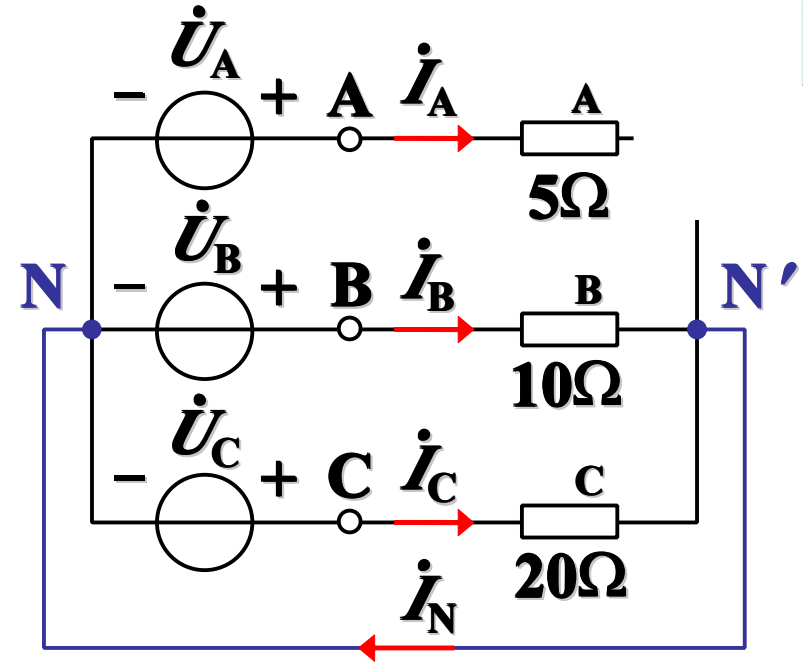 U̇A
− + A İA A
5Ω
U̇B
N − + B İB B N′
10Ω
U̇C
− + C İC C
20Ω
İN